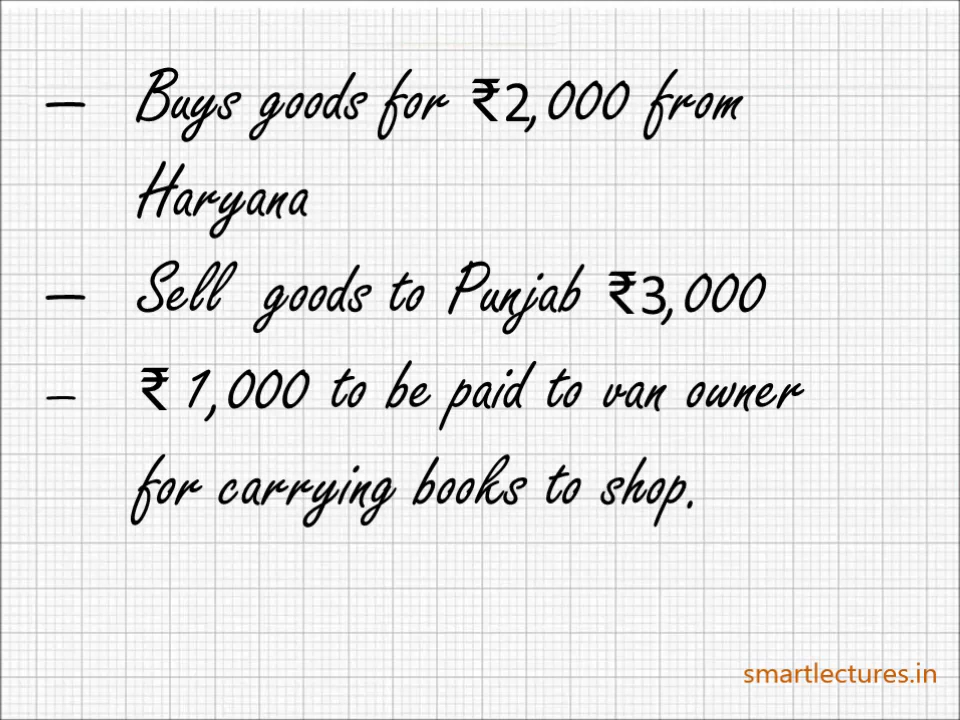 – Buys goods for ₹2,000 from
Haryana
– Sell goods to Punjab ₹3,000
– ₹ 1,000 to be paid to van owner
for carrying books to shop.
smartlectures.in